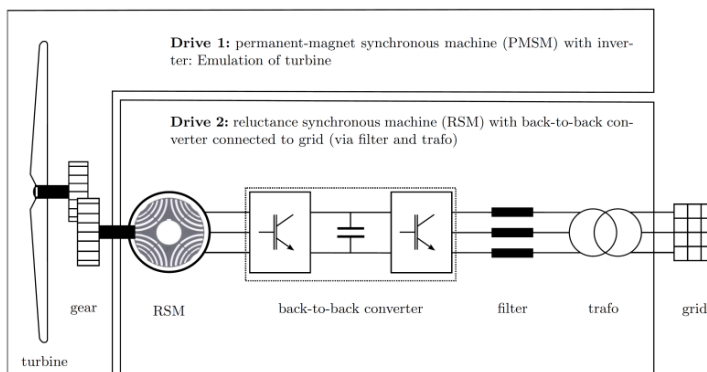 Drive 1: permanent-magnet synchronous machine (PMSM) with inver-
ter: Emulation of turbine
Drive 2: reluctance synchronous machine (RSM) with back-to-back con-
verter connected to grid (via filter and trafo)
gear
RSM
back-to-back converter
filter
trafo
grid
turbine